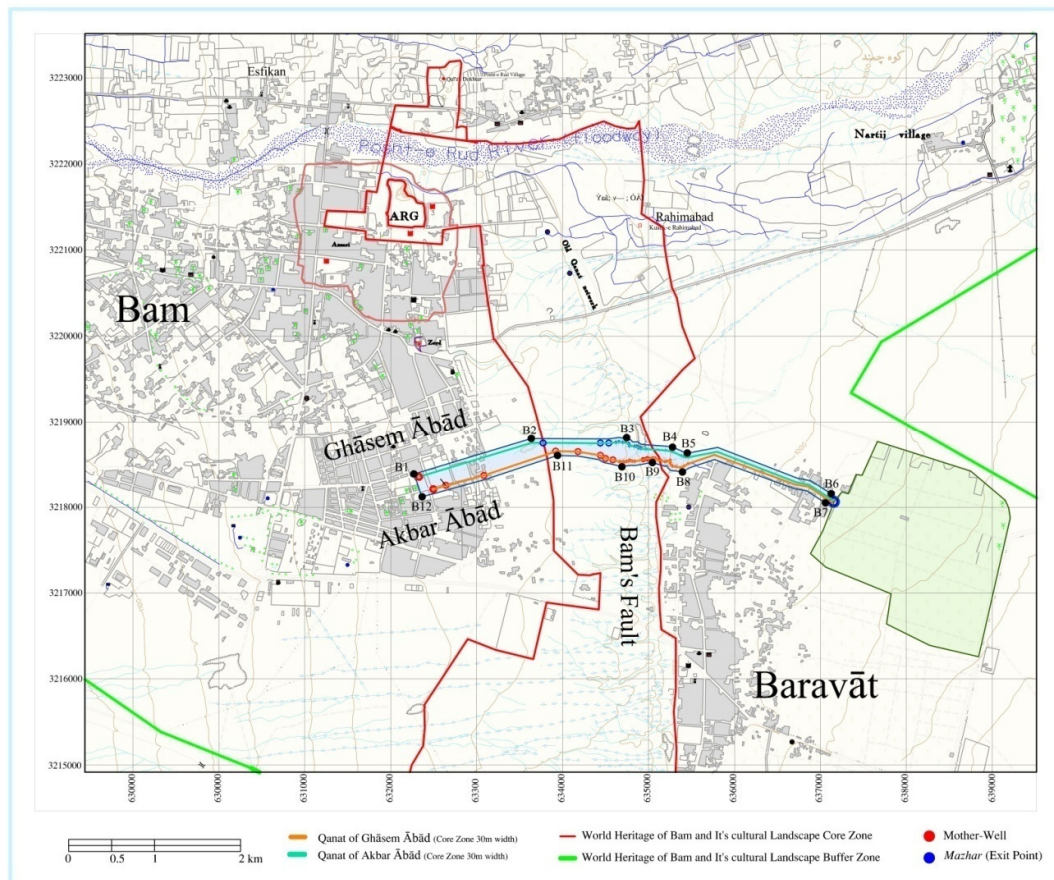 3223000
3222000
3221000
3220000
3219000
3218000
3217000
3216000
3215000
Esfikan
Posht-e Rud River (Floodway)
Nartij village
ARG
Rahimabad
Old Qanat network
Bam
Ghāsem Ābād
B1
B2
B3
B4
B5
B6
B7
B8
B9
B10
B11
B12
Akbar Ābād
Bam's Fault
Baravāt
630000
630000
631000
632000
633000
634000
635000
636000
637000
638000
639000
0 0.5 1 2 km
Qanat of Ghāsem Ābād (Core Zone 30m width)
Qanat of Akbar Ābād (Core Zone 30m width)
World Heritage of Bam and It's cultural Landscape Core Zone
World Heritage of Bam and It's cultural Landscape Buffer Zone
Mother-Well
Mazhar (Exit Point)